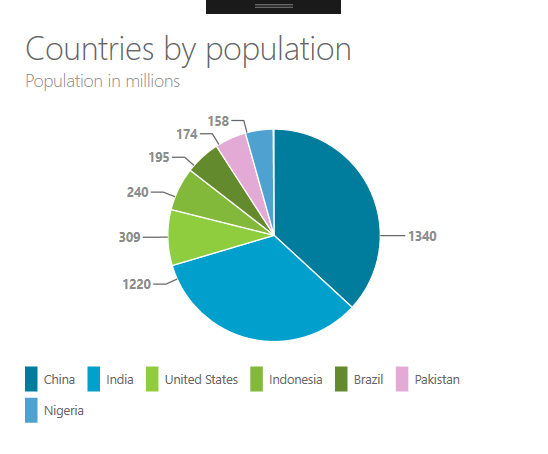 Countries by population
Population in millions
158
174
195
240
309
1340
1220
China India United States Indonesia Brazil Pakistan
Nigeria